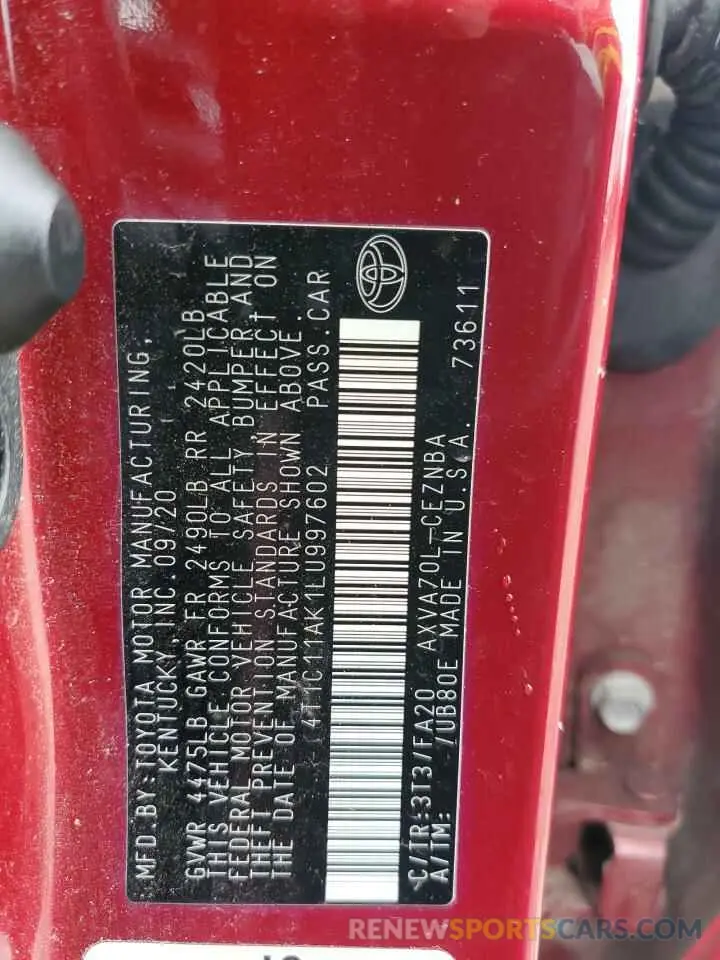 MFD. BY: TOYOTA MOTOR MANUFACTURING,
KENTUCKY, INC. 09/20
GVWR 4475LB GAWR FR 2490LB RR 2420LB
THIS VEHICLE CONFORMS TO ALL APPLICABLE
FEDERAL MOTOR VEHICLE SAFETY, BUMPER AND
THEFT PREVENTION STANDARDS IN EFFECT ON
THE DATE OF MANUFACTURE SHOWN ABOVE.
4T1C11AK1LU997602 PASS. CAR
C/TR: 3T3/FA20 AXVA70L-CEZNBA
A/TM: /UB80E MADE IN U.S.A. 73611
RENEWSPORTSCARS.COM